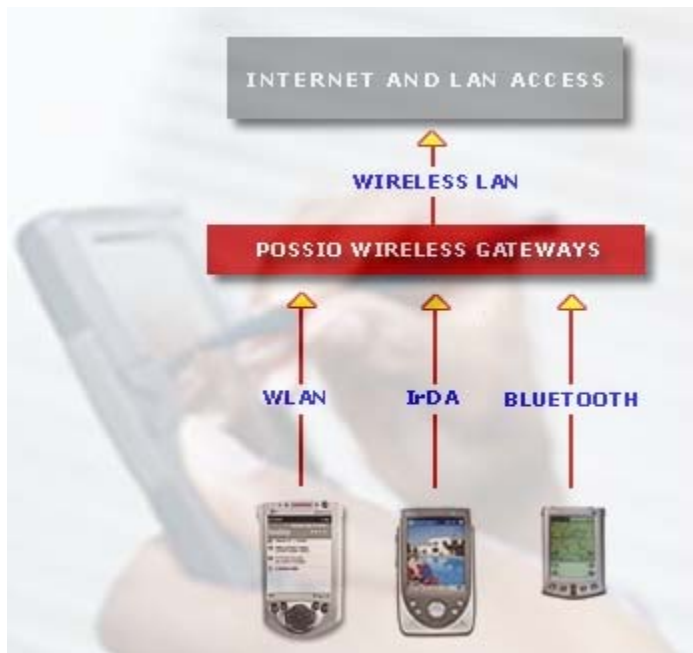 INTERNET AND LAN ACCESS
WIRELESS LAN
POSSIO WIRELESS GATEWAYS
WLAN
IrDA
BLUETOOTH